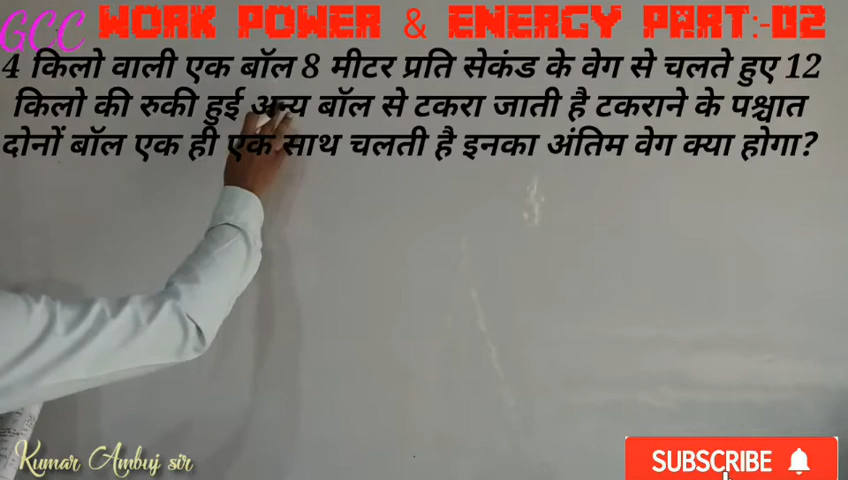 GCC WORK POWER & ENERGY PART:-02
4 किलो वाली एक बॉल 8 मीटर प्रति सेकंड के वेग से चलते हुए 12
किलो की रुकी हुई अन्य बॉल से टकरा जाती है टकराने के पश्चात
दोनों बॉल एक ही एक साथ चलती है इनका अंतिम वेग क्या होगा?
Kumar Ambuj sir
SUBSCRIBE